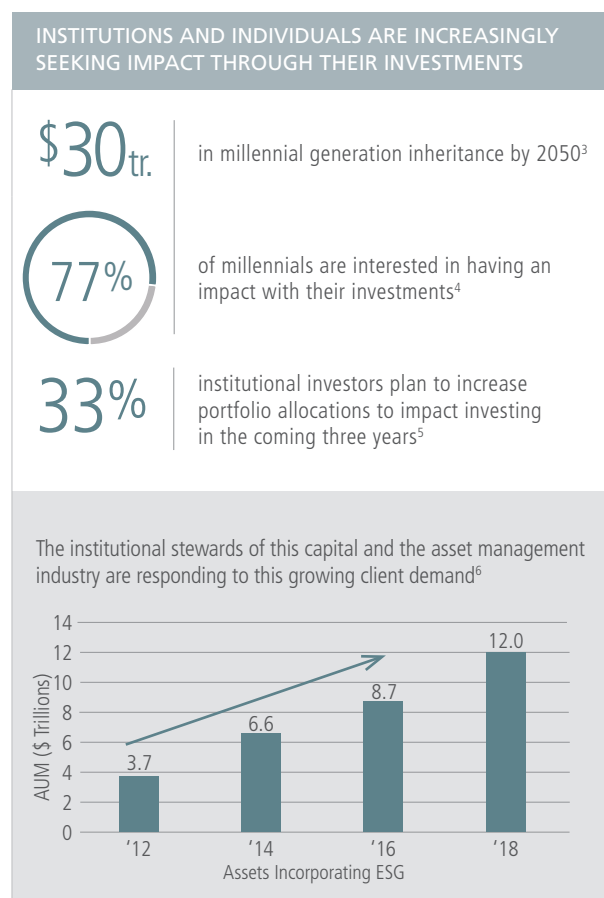 INSTITUTIONS AND INDIVIDUALS ARE INCREASINGLY
SEEKING IMPACT THROUGH THEIR INVESTMENTS
$30tr.
in millennial generation inheritance by 2050³
77%
of millennials are interested in having an
impact with their investments⁴
33%
institutional investors plan to increase
portfolio allocations to impact investing
in the coming three years⁵
The institutional stewards of this capital and the asset management
industry are responding to this growing client demand⁶
AUM ($ Trillions)
14
12
10
8
6
4
2
0
3.7
6.6
8.7
12.0
‘12
‘14
‘16
‘18
Assets Incorporating ESG